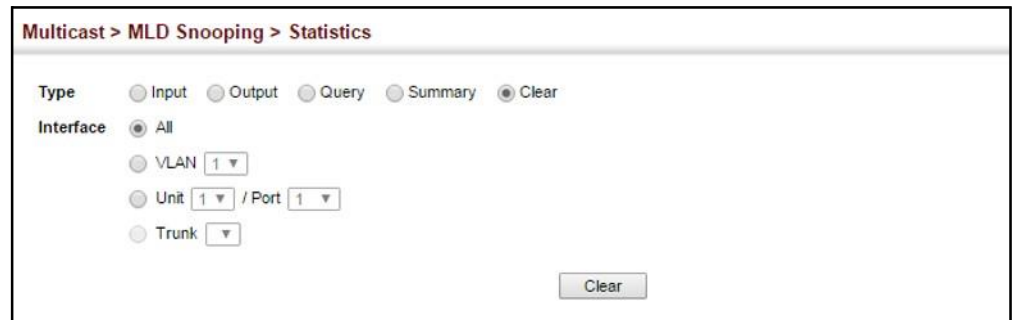 Multicast > MLD Snooping > Statistics
Type Input Output Query Summary Clear
Interface All
VLAN 1
Unit 1 / Port 1
Trunk
Clear